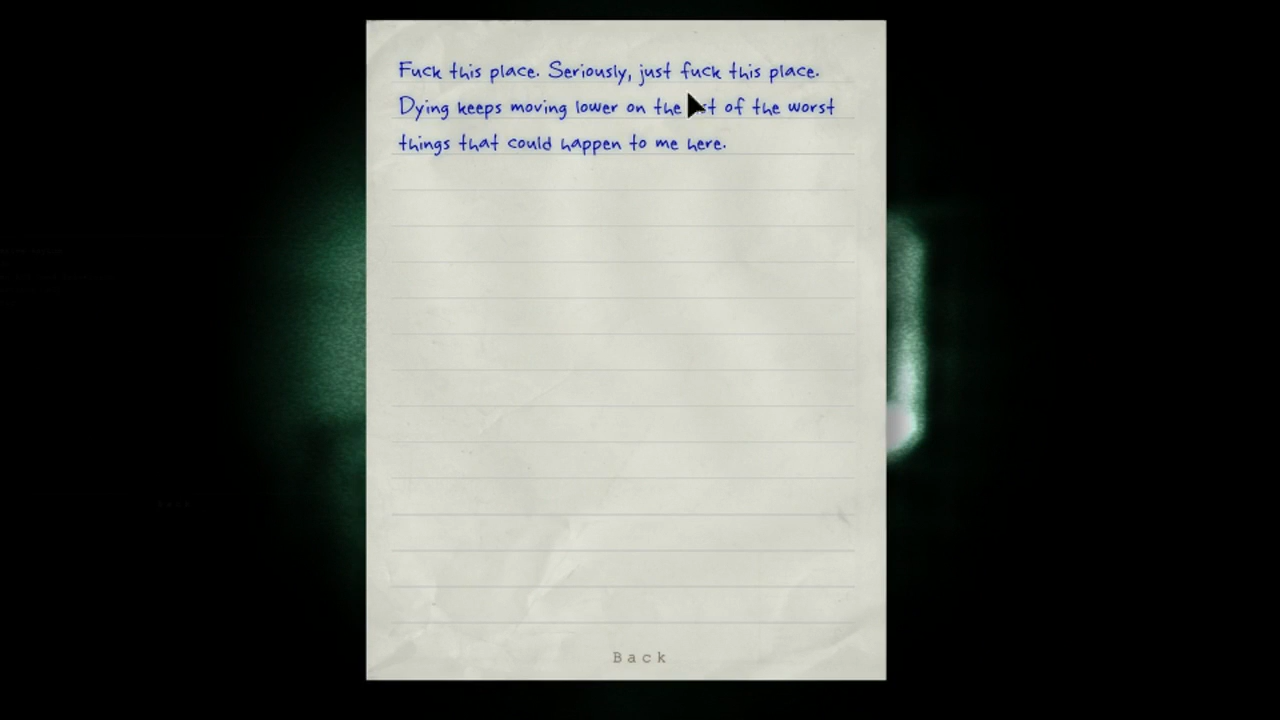 Fuck this place. Seriously, just fuck this place.
Dying keeps moving lower on the of the worst
things that could happen to me here.
Back